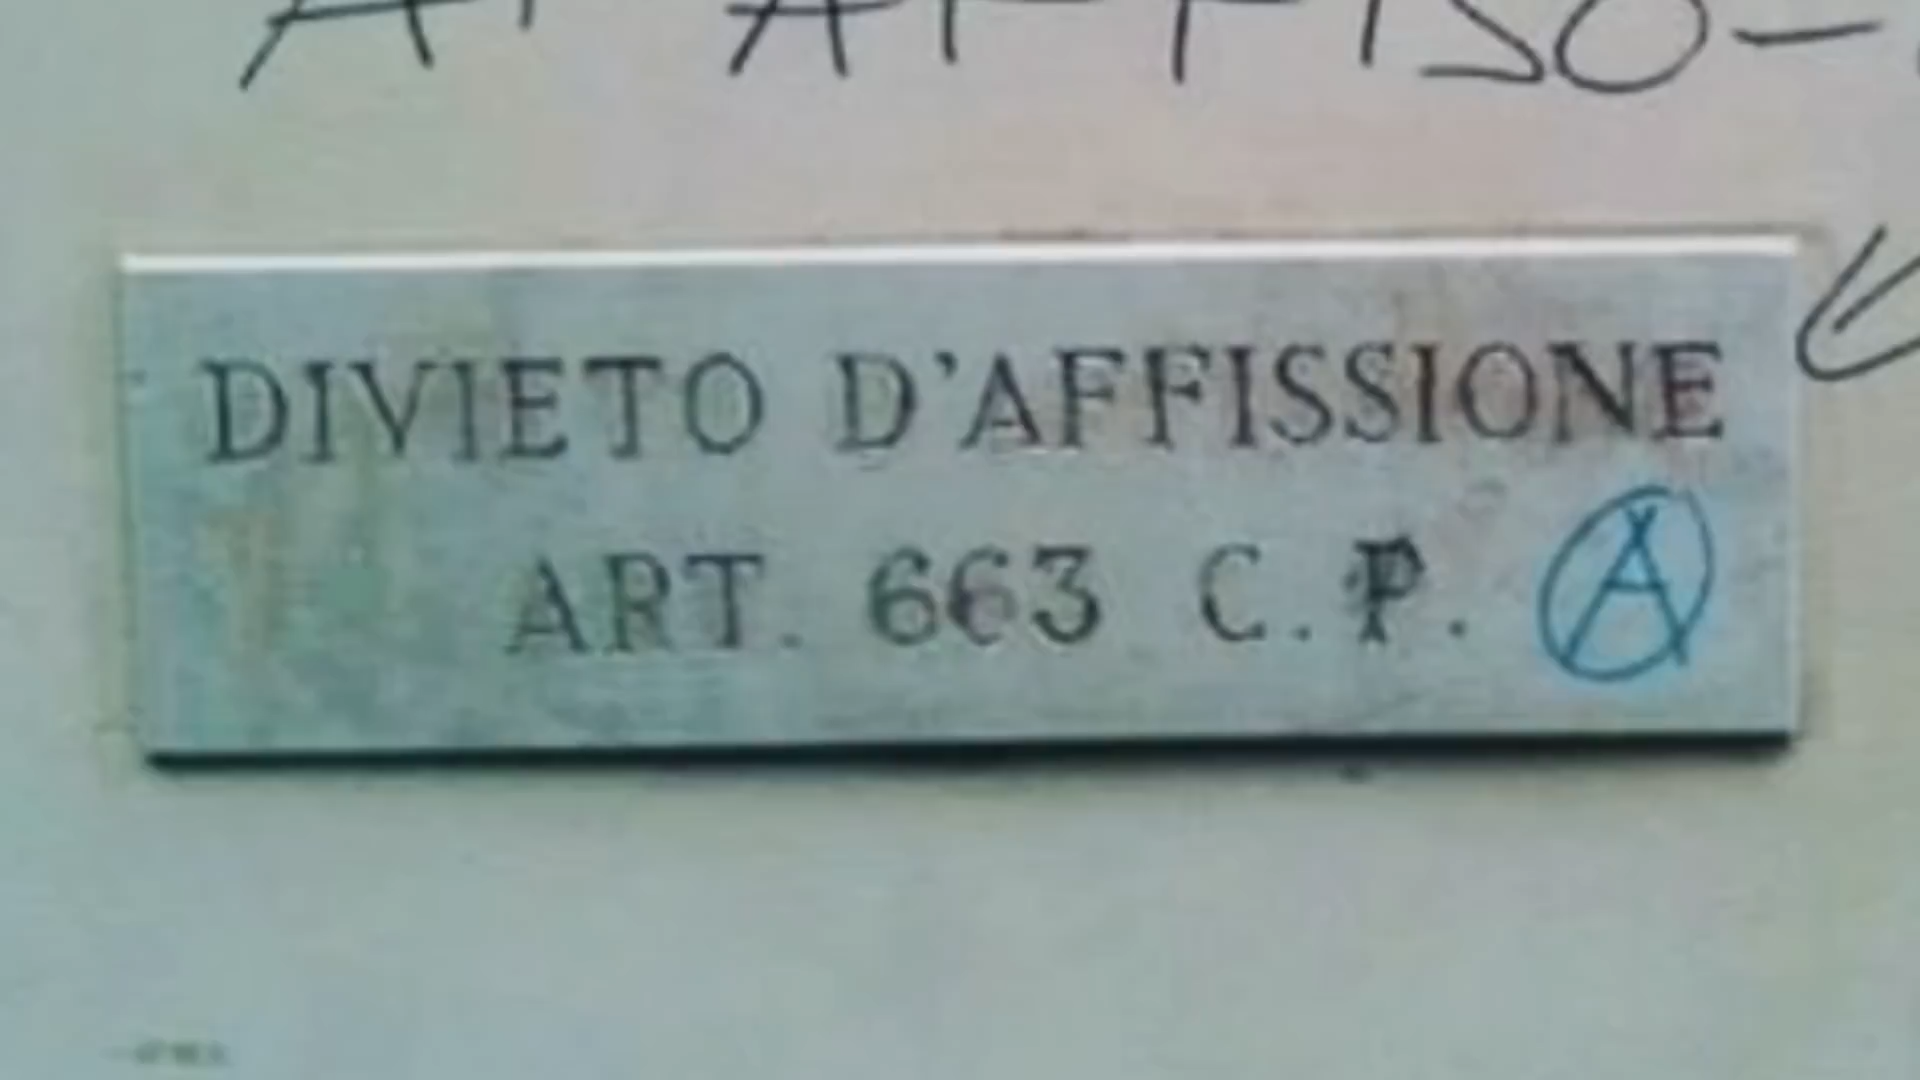 DIVIETO D'AFFISSIONE
ART. 663 C.P. Ⓐ